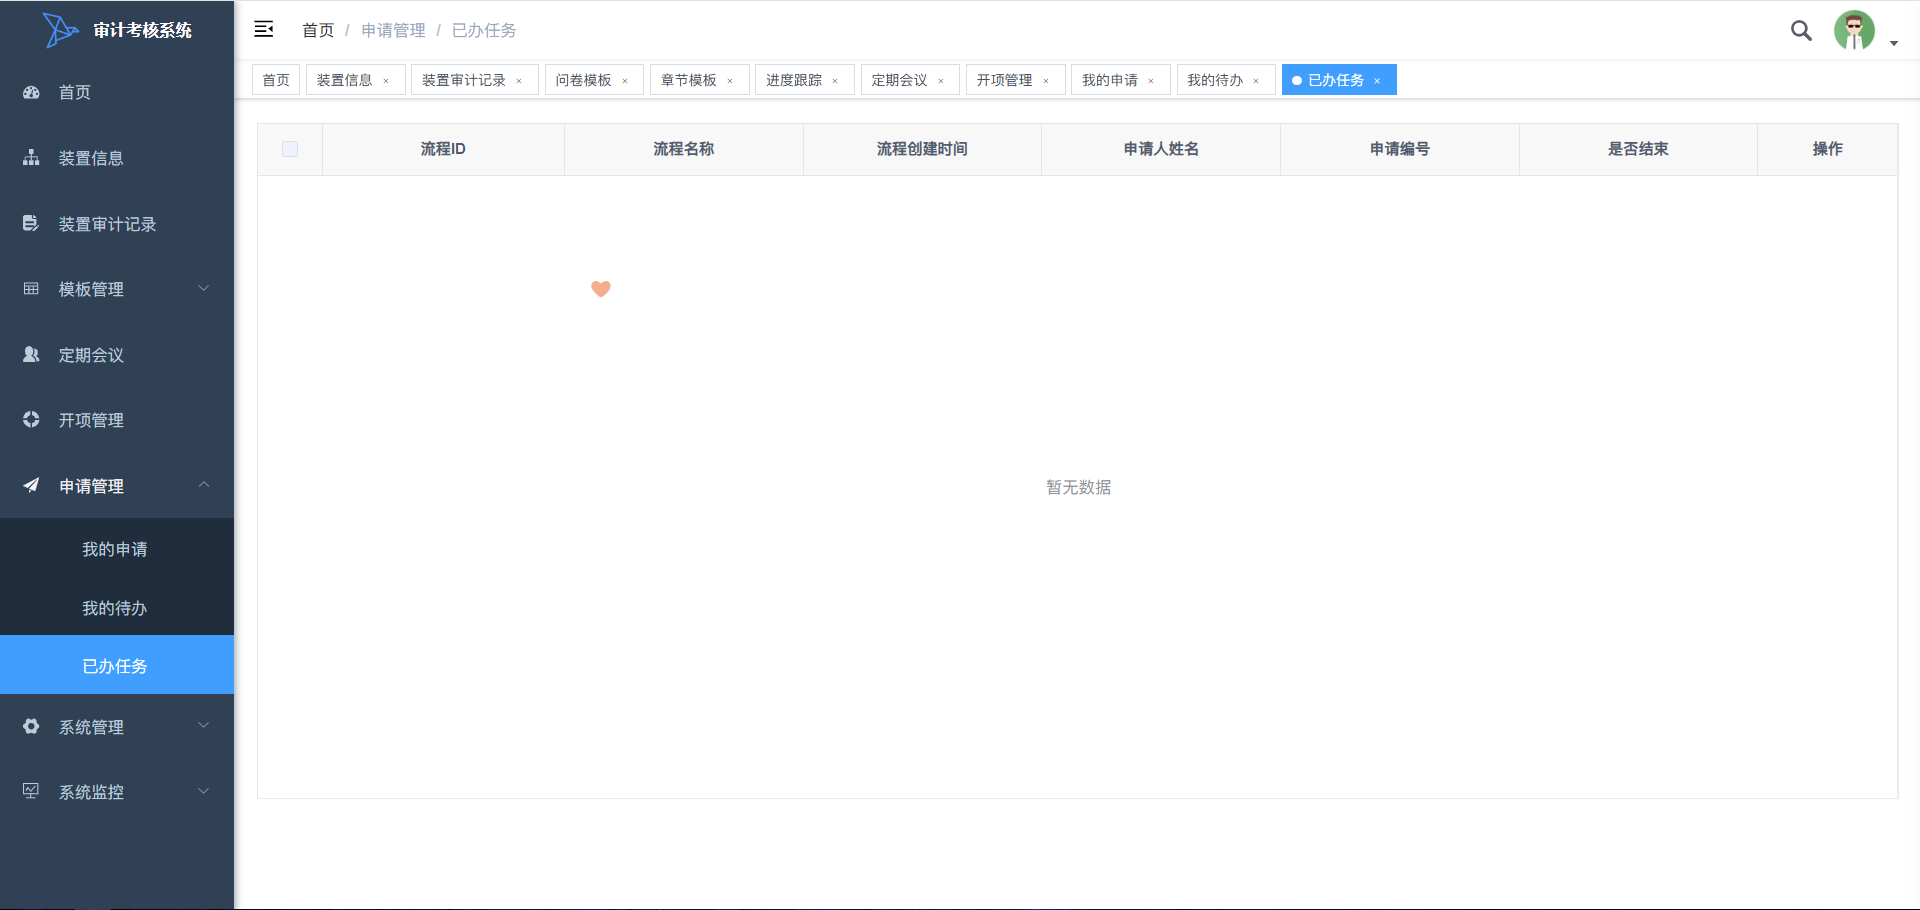 审计考核系统
首页
装置信息
装置审计记录
模板管理
定期会议
开项管理
申请管理
我的申请
我的待办
已办任务
系统管理
系统监控
首页 / 申请管理 / 已办任务
首页 装置信息 × 装置审计记录 × 问卷模板 × 章节模板 × 进度跟踪 × 定期会议 × 开项管理 × 我的申请 × 我的待办 × 已办任务 ×
流程ID 流程名称 流程创建时间 申请人姓名 申请编号 是否结束 操作
暂无数据